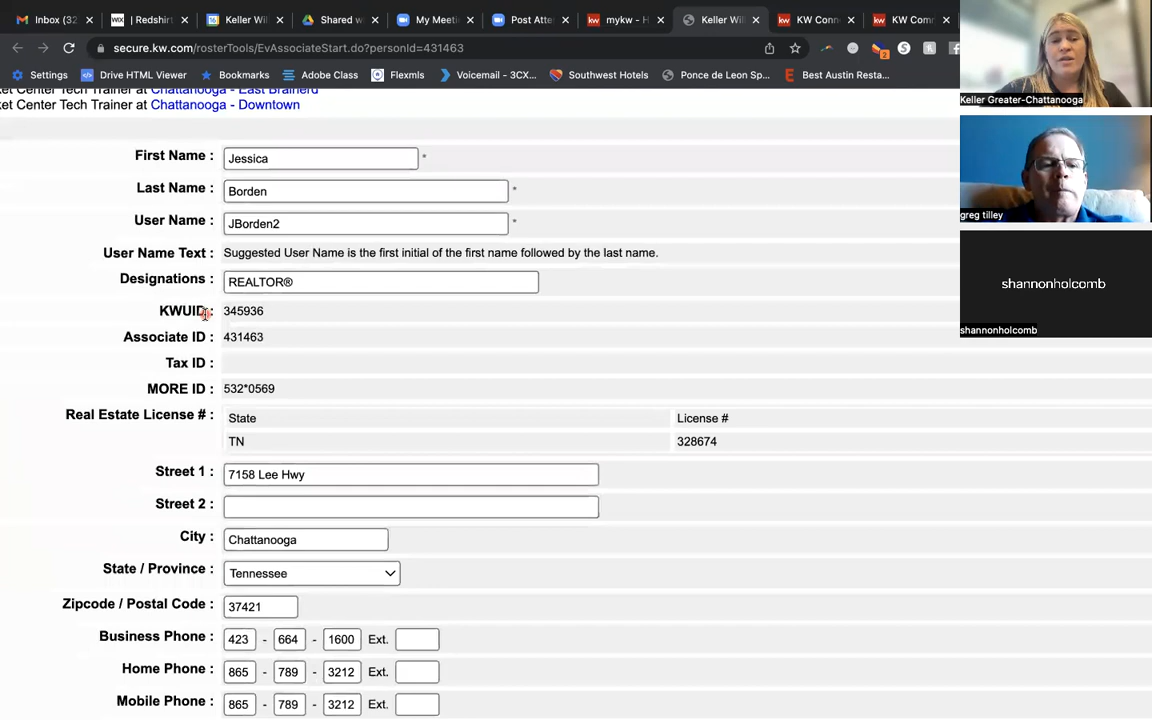 Inbox (32
| Redshirt
Keller Wil
Shared w
My Meeti
Post Atte
mykw - H
Keller Wil
KW Conn
KW Comm
secure.kw.com/rosterTools/EvAssociateStart.do?personId=431463
Settings
Drive HTML Viewer
Bookmarks
Adobe Class
Flexmls
Voicemail - 3CX...
Southwest Hotels
Ponce de Leon Sp...
Best Austin Resta...
ket Center Tech Trainer at Chattanooga - East Brainerd
ket Center Tech Trainer at Chattanooga - Downtown
First Name : Jessica *
Last Name : Borden *
User Name : JBorden2 *
User Name Text : Suggested User Name is the first initial of the first name followed by the last name.
Designations : REALTOR®
KWUID : 345936
Associate ID : 431463
Tax ID :
MORE ID : 532*0569
Real Estate License # : State License #
TN 328674
Street 1 : 7158 Lee Hwy
Street 2 :
City : Chattanooga
State / Province : Tennessee
Zipcode / Postal Code : 37421
Business Phone : 423 - 664 - 1600 Ext.
Home Phone : 865 - 789 - 3212 Ext.
Mobile Phone : 865 - 789 - 3212 Ext.
Keller Greater-Chattanooga
greg tilley
shannonholcomb
shannonholcomb